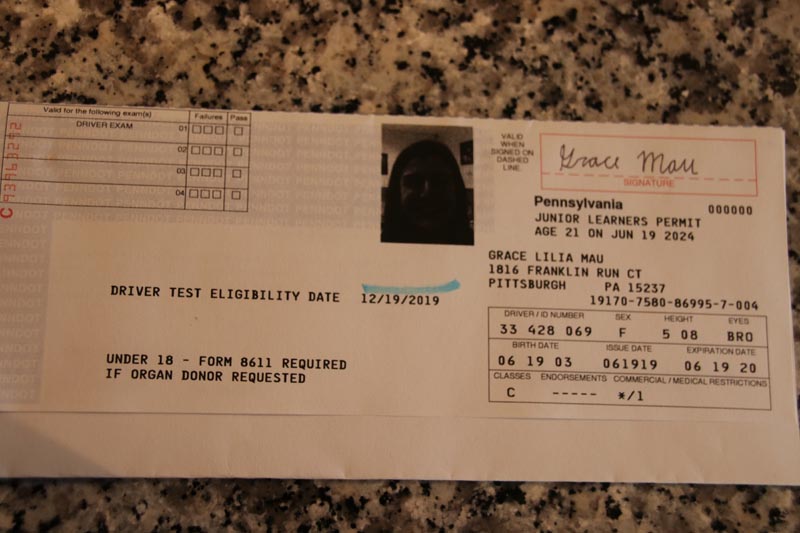 Valid for the following exam(s) Failures Pass
DRIVER EXAM 01
02
03
04
PENNDOT
VALID
WHEN
SIGNED ON
DASHED
LINE.
Grace Mau
SIGNATURE
Pennsylvania 000000
JUNIOR LEARNERS PERMIT
AGE 21 ON JUN 19 2024
GRACE LILIA MAU
1816 FRANKLIN RUN CT
PITTSBURGH PA 15237
19170-7580-86995-7-004
DRIVER / ID NUMBER SEX HEIGHT EYES
33 428 069 F 5 08 BRO
BIRTH DATE ISSUE DATE EXPIRATION DATE
06 19 03 061919 06 19 20
CLASSES ENDORSEMENTS COMMERCIAL / MEDICAL RESTRICTIONS
C ----- */1
DRIVER TEST ELIGIBILITY DATE 12/19/2019
UNDER 18 - FORM 8611 REQUIRED
IF ORGAN DONOR REQUESTED